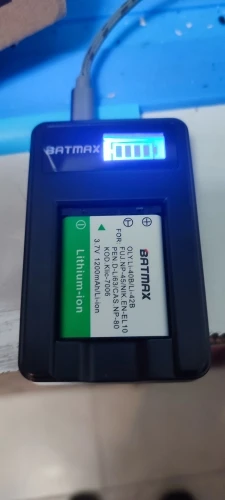 BATMAX
BATMAX
FOR:
OLY.Li-40B/Li-42B
FUJ.NP-45/NIK.EN-EL10
PEN.D-Li63/CAS.NP-80
KOD.Klic-7006
3.7V 1200mAh/Li-ion
Lithium-ion